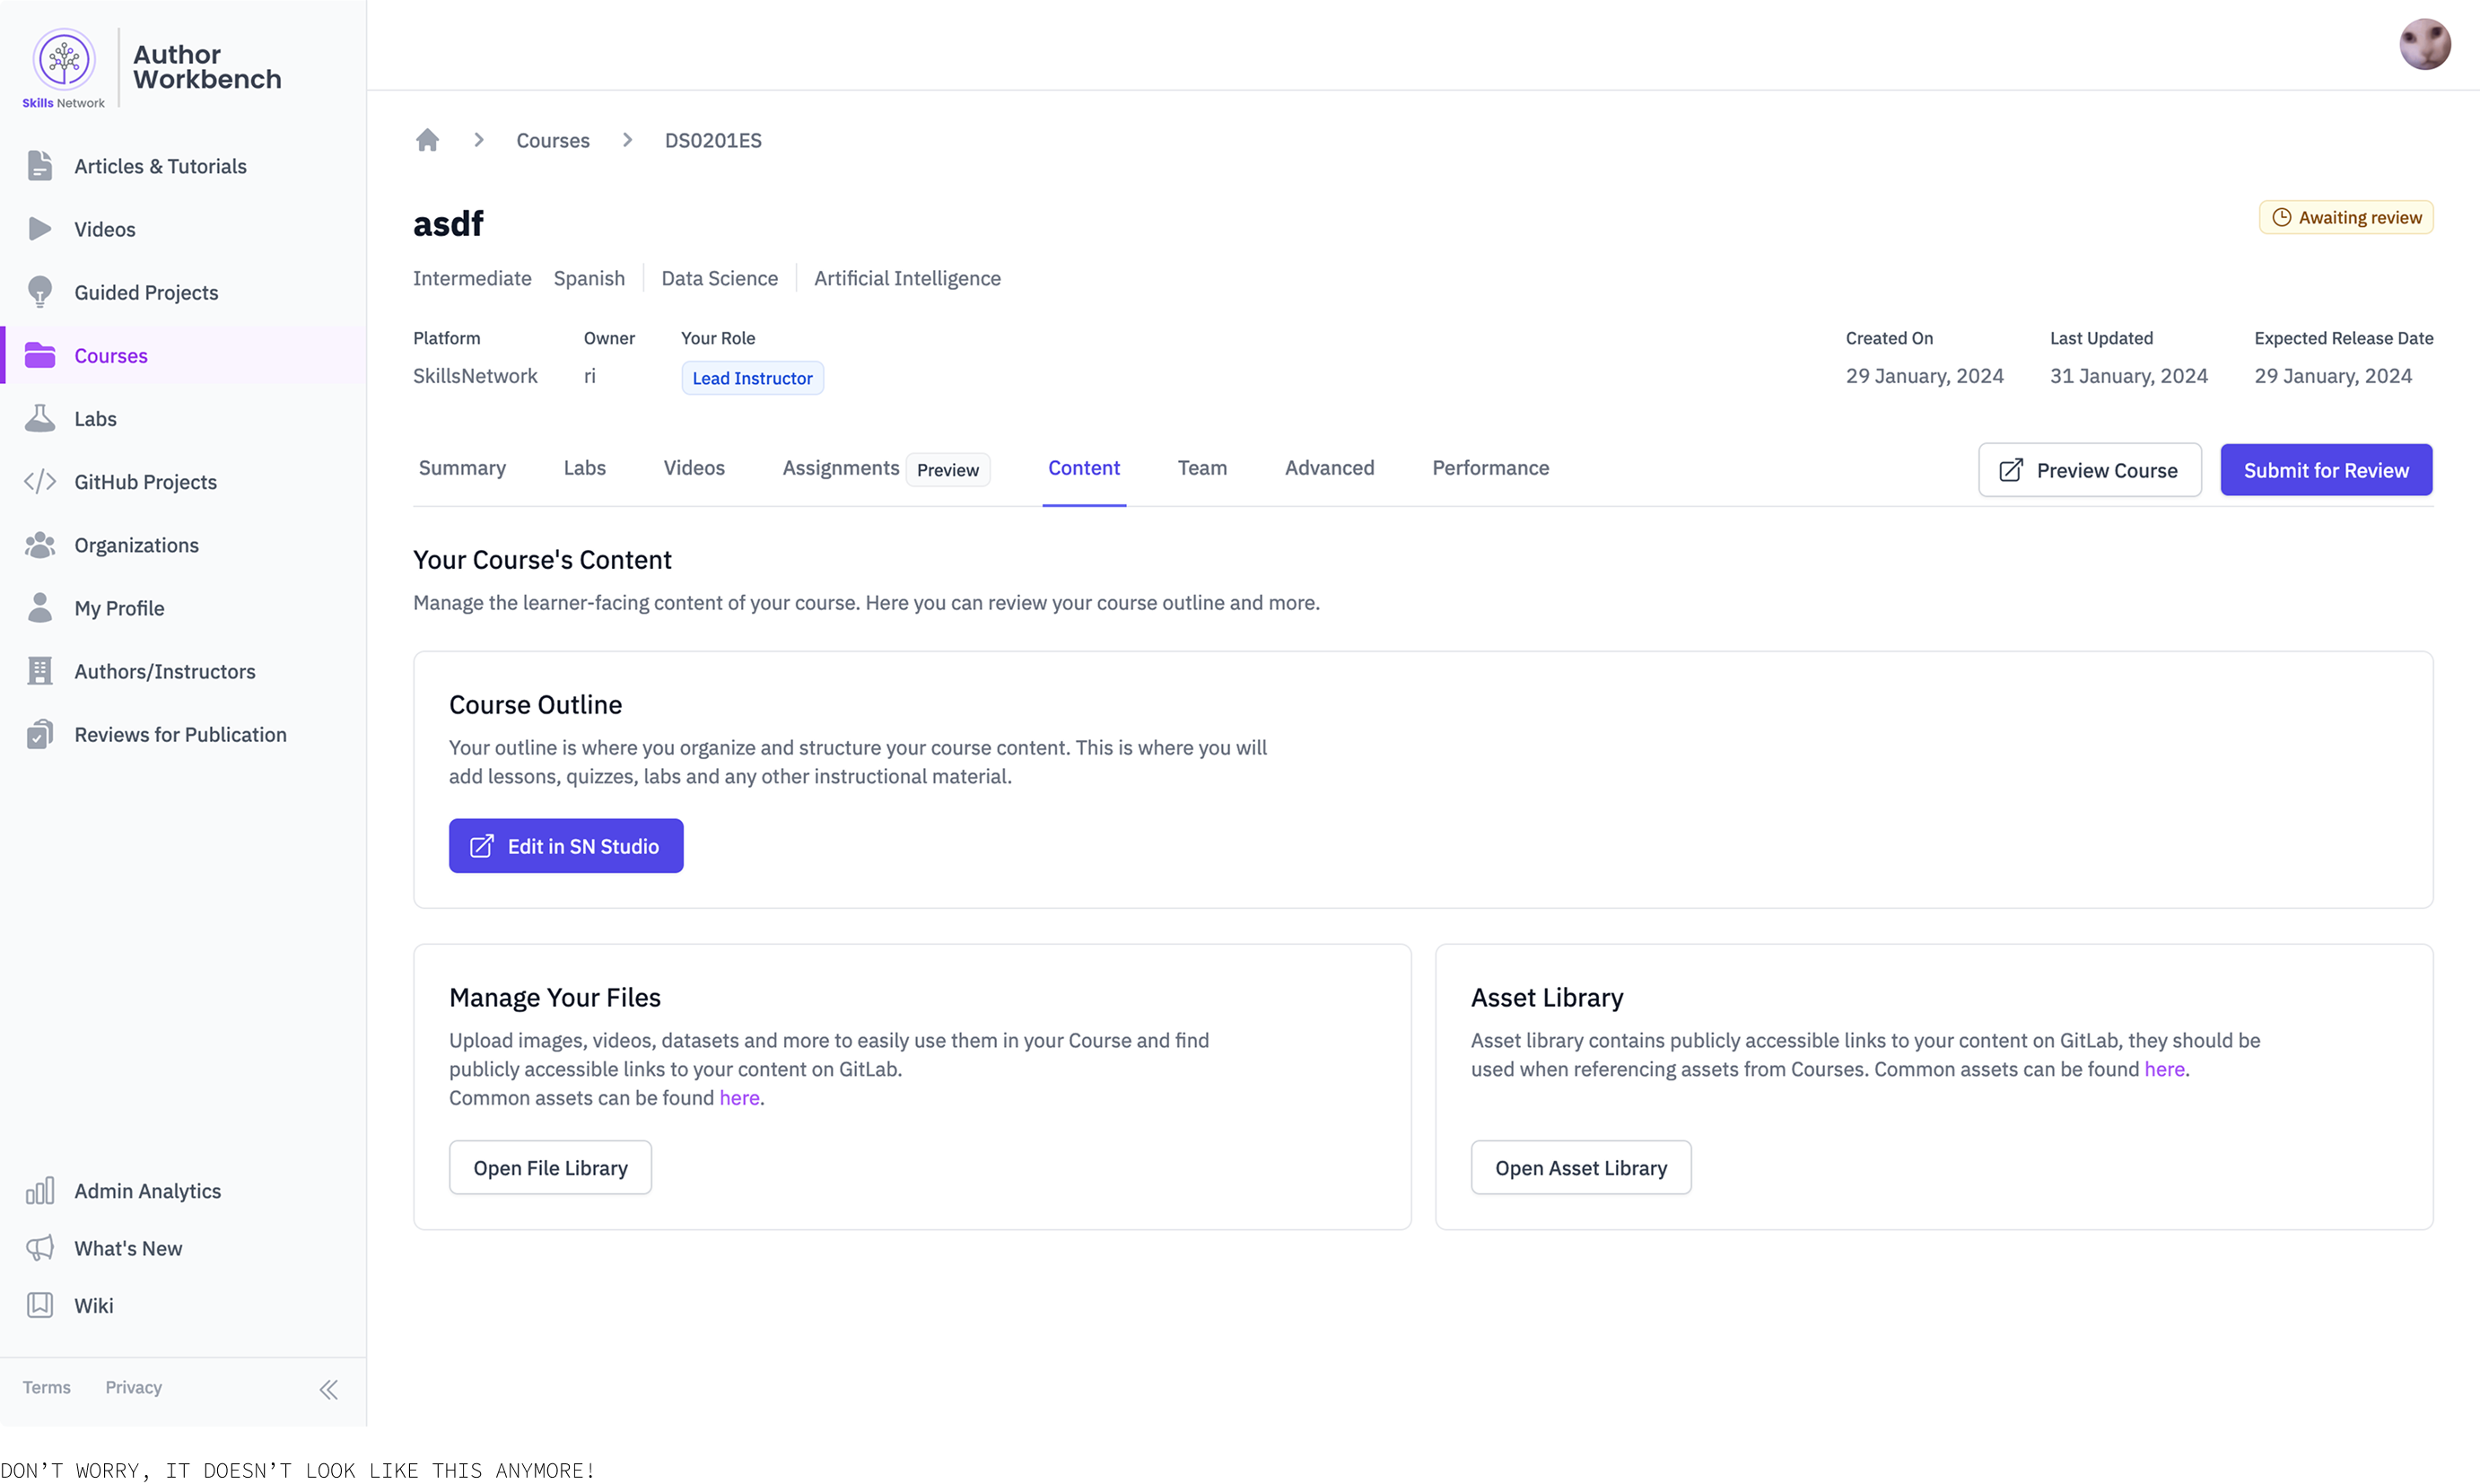 Skills Network
Author
Workbench
Articles & Tutorials
Videos
Guided Projects
Courses
Labs
GitHub Projects
Organizations
My Profile
Authors/Instructors
Reviews for Publication
Admin Analytics
What's New
Wiki
Terms Privacy
Courses DS0201ES
asdf
Awaiting review
Intermediate Spanish Data Science Artificial Intelligence
Platform Owner Your Role Created On Last Updated Expected Release Date
SkillsNetwork ri Lead Instructor 29 January, 2024 31 January, 2024 29 January, 2024
Summary Labs Videos Assignments Preview Content Team Advanced Performance Preview Course Submit for Review
Your Course's Content
Manage the learner-facing content of your course. Here you can review your course outline and more.
Course Outline
Your outline is where you organize and structure your course content. This is where you will
add lessons, quizzes, labs and any other instructional material.
Edit in SN Studio
Manage Your Files
Upload images, videos, datasets and more to easily use them in your Course and find
publicly accessible links to your content on GitLab.
Common assets can be found here.
Open File Library
Asset Library
Asset library contains publicly accessible links to your content on GitLab, they should be
used when referencing assets from Courses. Common assets can be found here.
Open Asset Library
DON’T WORRY, IT DOESN’T LOOK LIKE THIS ANYMORE!